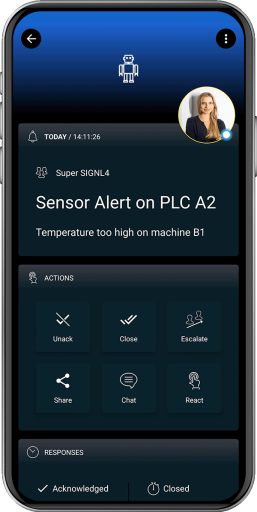 TODAY / 14:11:26
Super SIGNL4
Sensor Alert on PLC A2
Temperature too high on machine B1
ACTIONS
Unack
Close
Escalate
Share
Chat
React
RESPONSES
Acknowledged
Closed